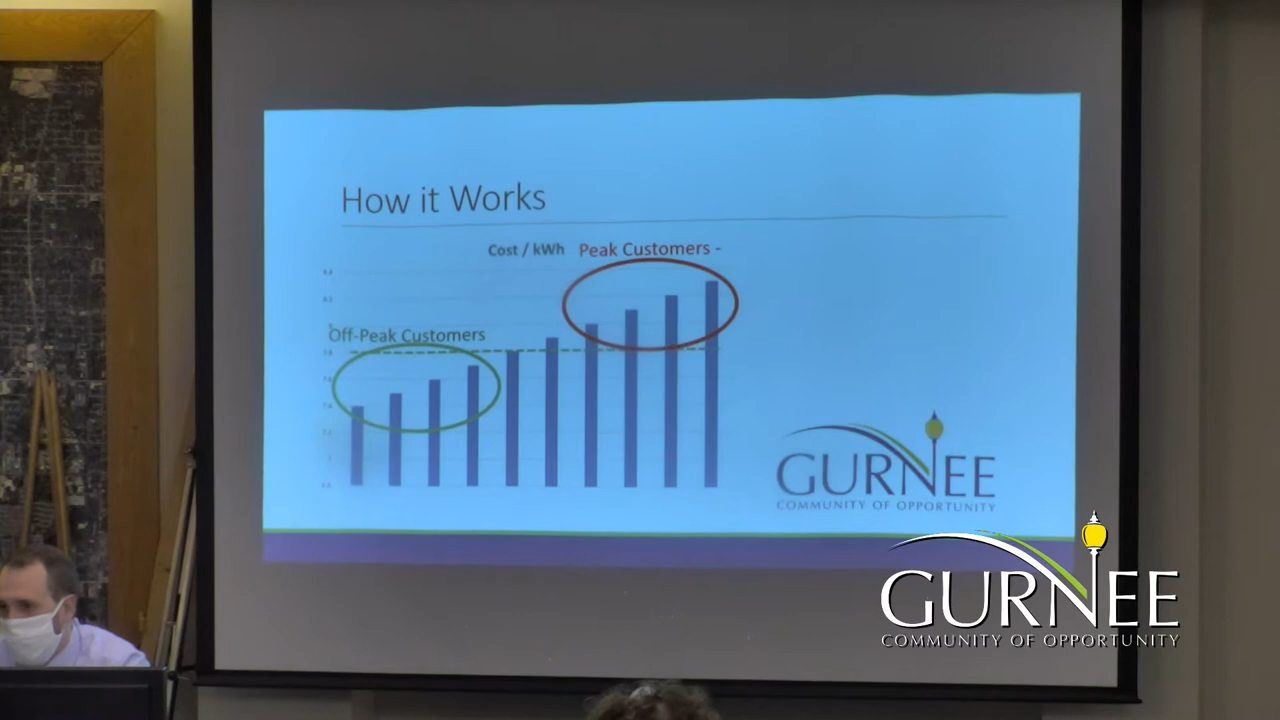 How it Works
Cost / kWh Peak Customers -
Off-Peak Customers
GURNEE
COMMUNITY OF OPPORTUNITY
GURNEE
COMMUNITY OF OPPORTUNITY